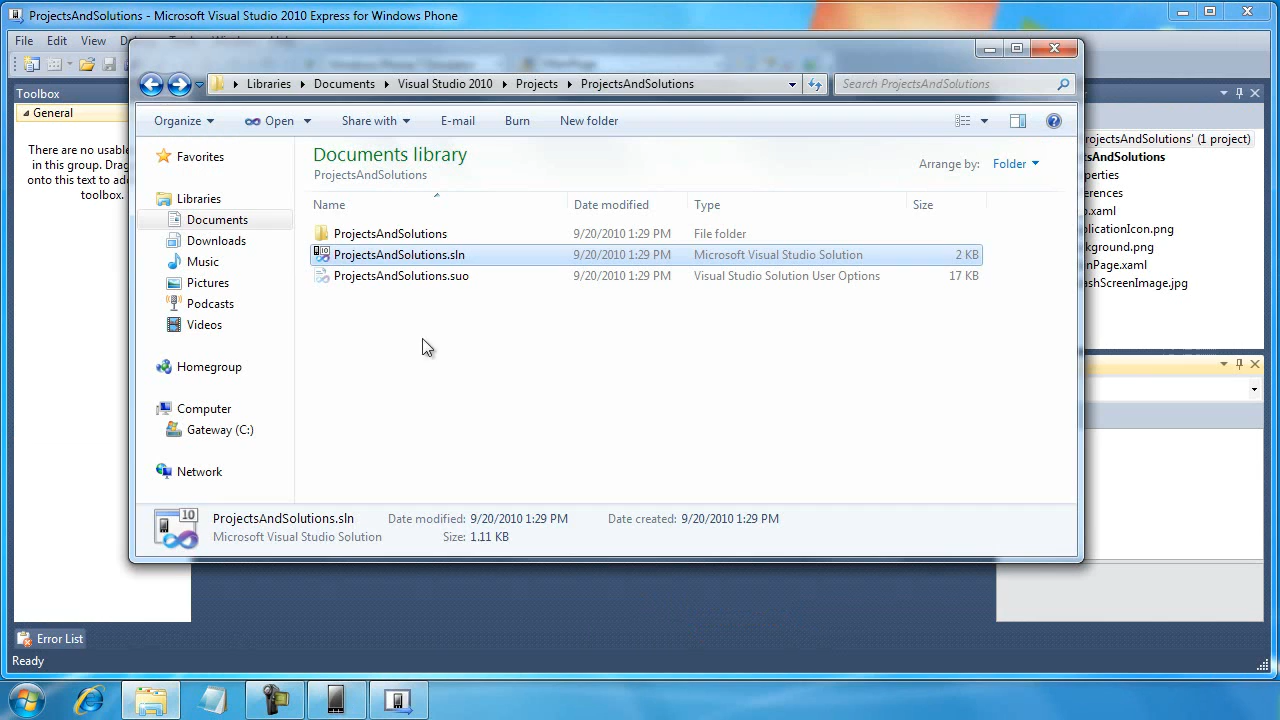 ProjectsAndSolutions - Microsoft Visual Studio 2010 Express for Windows Phone
File Edit View
Toolbox
General
There are no usable
in this group. Drag
onto this text to add
toolbox.
Libraries Documents Visual Studio 2010 Projects ProjectsAndSolutions
Search ProjectsAndSolutions
Organize Open Share with E-mail Burn New folder
Favorites
Libraries
Documents
Downloads
Music
Pictures
Podcasts
Videos
Homegroup
Computer
Gateway (C:)
Network
Documents library
ProjectsAndSolutions
Arrange by: Folder
Name Date modified Type Size
ProjectsAndSolutions 9/20/2010 1:29 PM File folder
ProjectsAndSolutions.sln 9/20/2010 1:29 PM Microsoft Visual Studio Solution 2 KB
ProjectsAndSolutions.suo 9/20/2010 1:29 PM Visual Studio Solution User Options 17 KB
10
ProjectsAndSolutions.sln Date modified: 9/20/2010 1:29 PM Date created: 9/20/2010 1:29 PM
Microsoft Visual Studio Solution Size: 1.11 KB
rojectsAndSolutions' (1 project)
tsAndSolutions
perties
erences
p.xaml
plicationIcon.png
kground.png
inPage.xaml
ashScreenImage.jpg
Error List
Ready